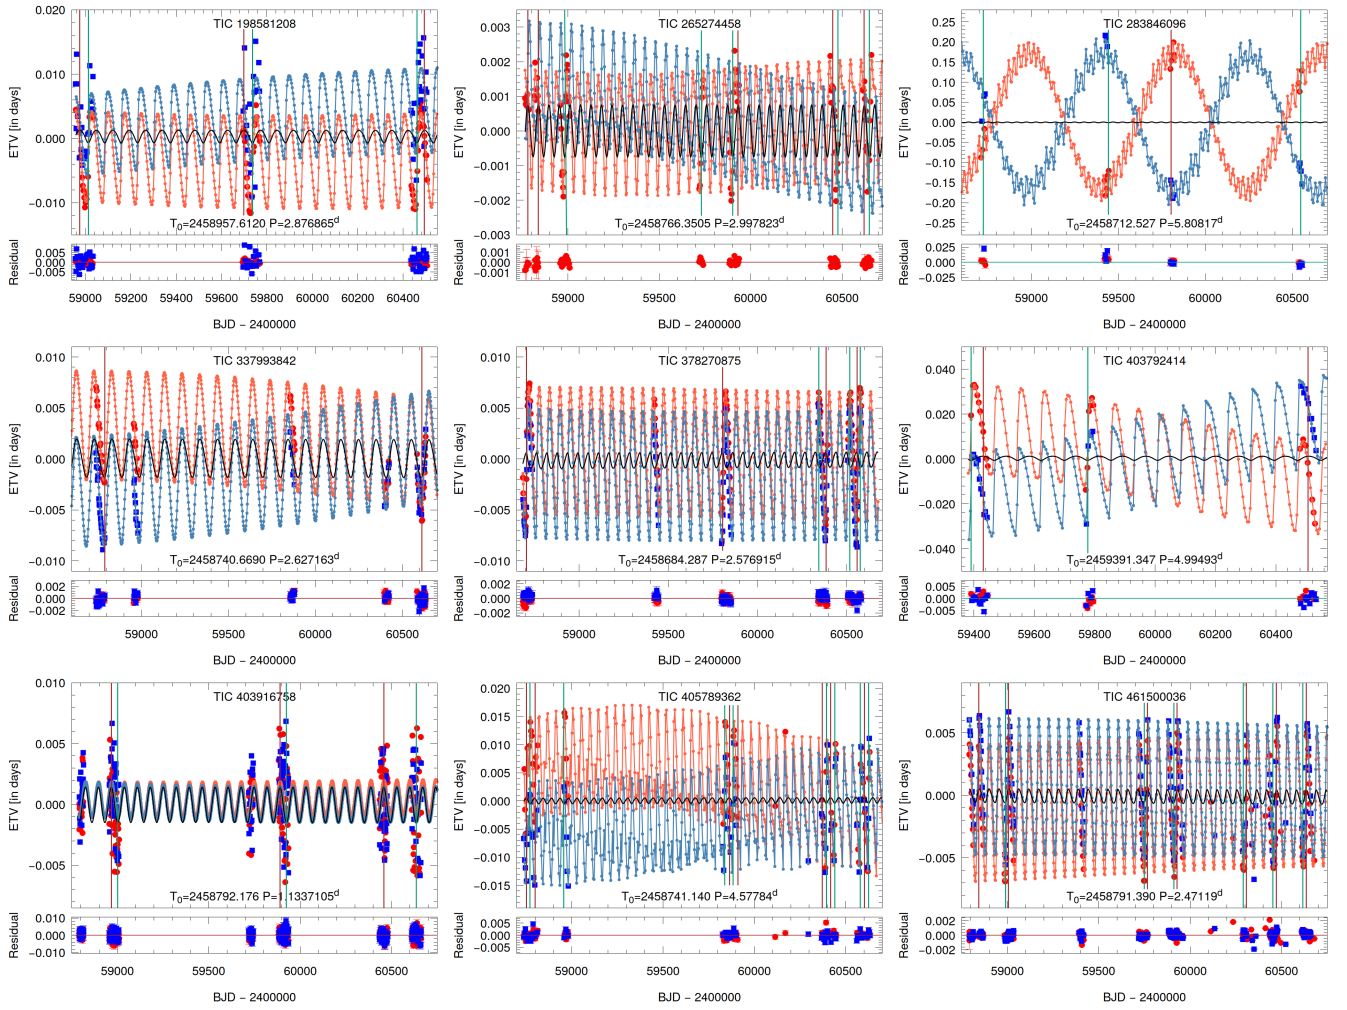 TIC 198581208
0.020
0.010
0.000
−0.010
ETV [in days]
T0=2458957.6120 P=2.876865d
Residual
0.005
0.000
−0.005
59000 59200 59400 59600 59800 60000 60200 60400
BJD − 2400000
TIC 265274458
0.003
0.002
0.001
0.000
−0.001
−0.002
−0.003
ETV [in days]
T0=2458766.3505 P=2.997823d
Residual
0.001
0.000
−0.001
59000 59500 60000 60500
BJD − 2400000
TIC 283846096
0.25
0.20
0.15
0.10
0.05
0.00
−0.05
−0.10
−0.15
−0.20
−0.25
ETV [in days]
T0=2458712.527 P=5.80817d
Residual
0.025
0.000
−0.025
59000 59500 60000 60500
BJD − 2400000
TIC 337993842
0.010
0.005
0.000
−0.005
−0.010
ETV [in days]
T0=2458740.6690 P=2.627163d
Residual
0.002
0.000
−0.002
59000 59500 60000 60500
BJD − 2400000
TIC 378270875
0.010
0.005
0.000
−0.005
−0.010
ETV [in days]
T0=2458684.287 P=2.576915d
Residual
0.002
0.000
−0.002
59000 59500 60000 60500
BJD − 2400000
TIC 403792414
0.040
0.020
0.000
−0.020
−0.040
ETV [in days]
T0=2459391.347 P=4.99493d
Residual
0.005
0.000
−0.005
59400 59600 59800 60000 60200 60400
BJD − 2400000
TIC 403916758
0.010
0.005
0.000
−0.005
ETV [in days]
T0=2458792.176 P=1.1337105d
Residual
0.010
0.000
−0.010
59000 59500 60000 60500
BJD − 2400000
TIC 405789362
0.020
0.015
0.010
0.005
0.000
−0.005
−0.010
−0.015
ETV [in days]
T0=2458741.140 P=4.57784d
Residual
0.005
0.000
−0.005
59000 59500 60000 60500
BJD − 2400000
TIC 461500036
0.005
0.000
−0.005
ETV [in days]
T0=2458791.390 P=2.47119d
Residual
0.002
0.000
−0.002
59000 59500 60000 60500
BJD − 2400000